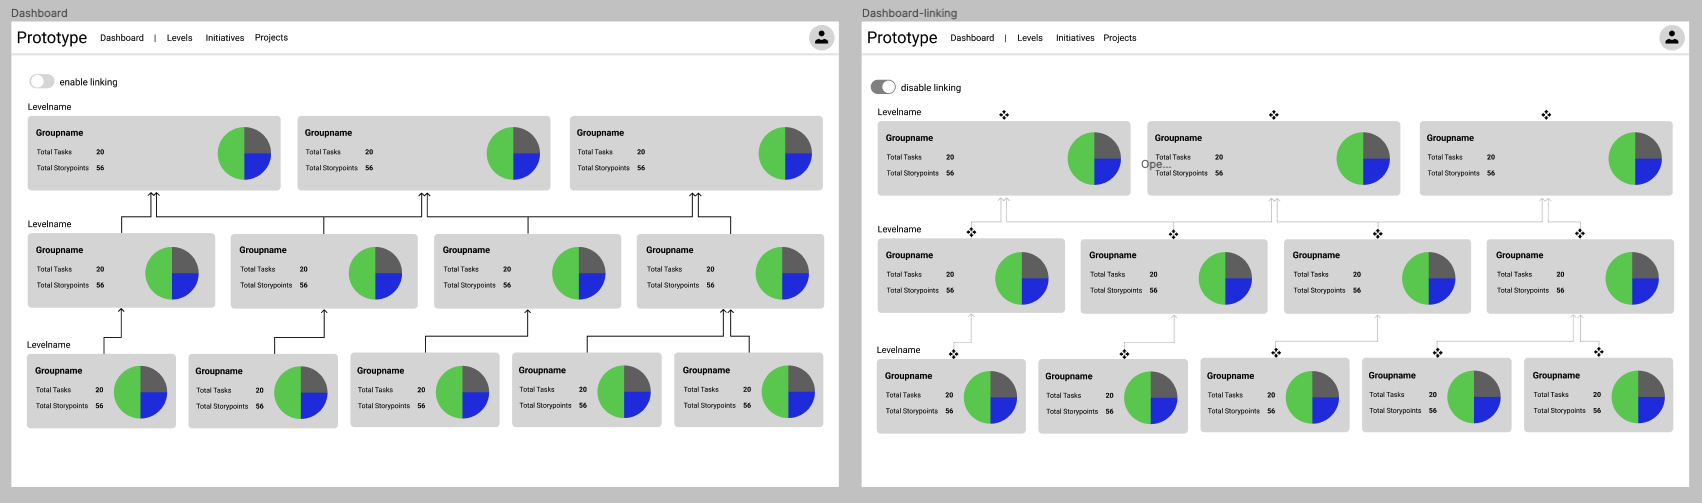 Dashboard
Prototype Dashboard | Levels Initiatives Projects
enable linking
Levelname
Groupname Groupname Groupname
Total Tasks 20 Total Tasks 20 Total Tasks 20
Total Storypoints 56 Total Storypoints 56 Total Storypoints 56
Levelname
Groupname Groupname Groupname Groupname
Total Tasks 20 Total Tasks 20 Total Tasks 20 Total Tasks 20
Total Storypoints 56 Total Storypoints 56 Total Storypoints 56 Total Storypoints 56
Levelname
Groupname Groupname Groupname Groupname Groupname
Total Tasks 20 Total Tasks 20 Total Tasks 20 Total Tasks 20 Total Tasks 20
Total Storypoints 56 Total Storypoints 56 Total Storypoints 56 Total Storypoints 56 Total Storypoints 56
Dashboard-linking
Prototype Dashboard | Levels Initiatives Projects
disable linking
Levelname
Groupname Groupname Groupname
Total Tasks 20 Total Tasks 20 Total Tasks 20
Ope...
Total Storypoints 56 Total Storypoints 56 Total Storypoints 56
Levelname
Groupname Groupname Groupname Groupname
Total Tasks 20 Total Tasks 20 Total Tasks 20 Total Tasks 20
Total Storypoints 56 Total Storypoints 56 Total Storypoints 56 Total Storypoints 56
Levelname
Groupname Groupname Groupname Groupname Groupname
Total Tasks 20 Total Tasks 20 Total Tasks 20 Total Tasks 20 Total Tasks 20
Total Storypoints 56 Total Storypoints 56 Total Storypoints 56 Total Storypoints 56 Total Storypoints 56